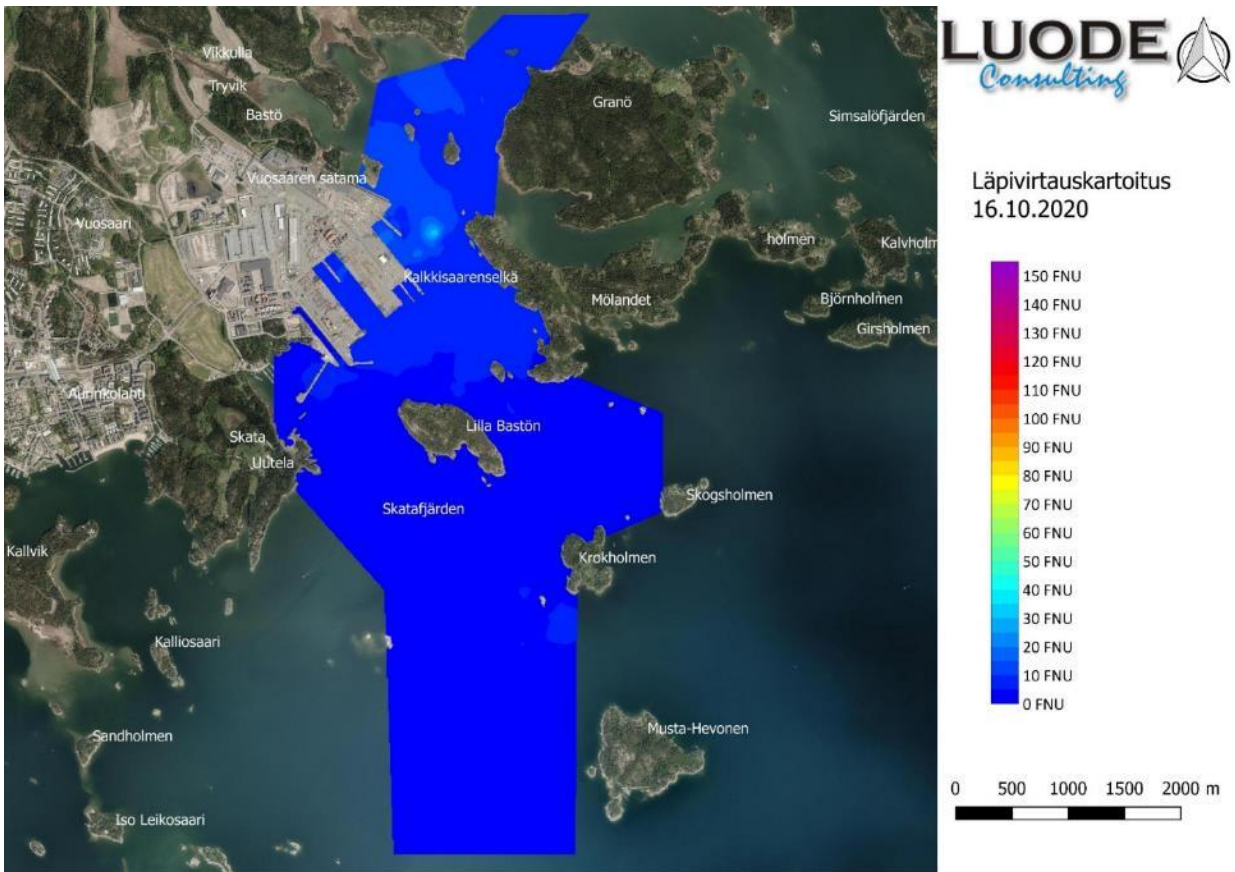 Vikkulla
Tryvik
Bastö
Granö
Simsalöfjärden
Vuosaaren satama
Vuosaari
Kalkkisaarenselkä
holmen
Kalvholm
Mölandet
Björnholmen
Girsholmen
Aurinkolahti
Skata
Uutela
Lilla Bastön
Skatafjärden
Skogsholmen
Kallvik
Krokholmen
Kalliosaari
Sandholmen
Musta-Hevonen
Iso Leikosaari
LUODE
Consulting
Läpivirtauskartoitus
16.10.2020
150 FNU
140 FNU
130 FNU
120 FNU
110 FNU
100 FNU
90 FNU
80 FNU
70 FNU
60 FNU
50 FNU
40 FNU
30 FNU
20 FNU
10 FNU
0 FNU
0 500 1000 1500 2000 m